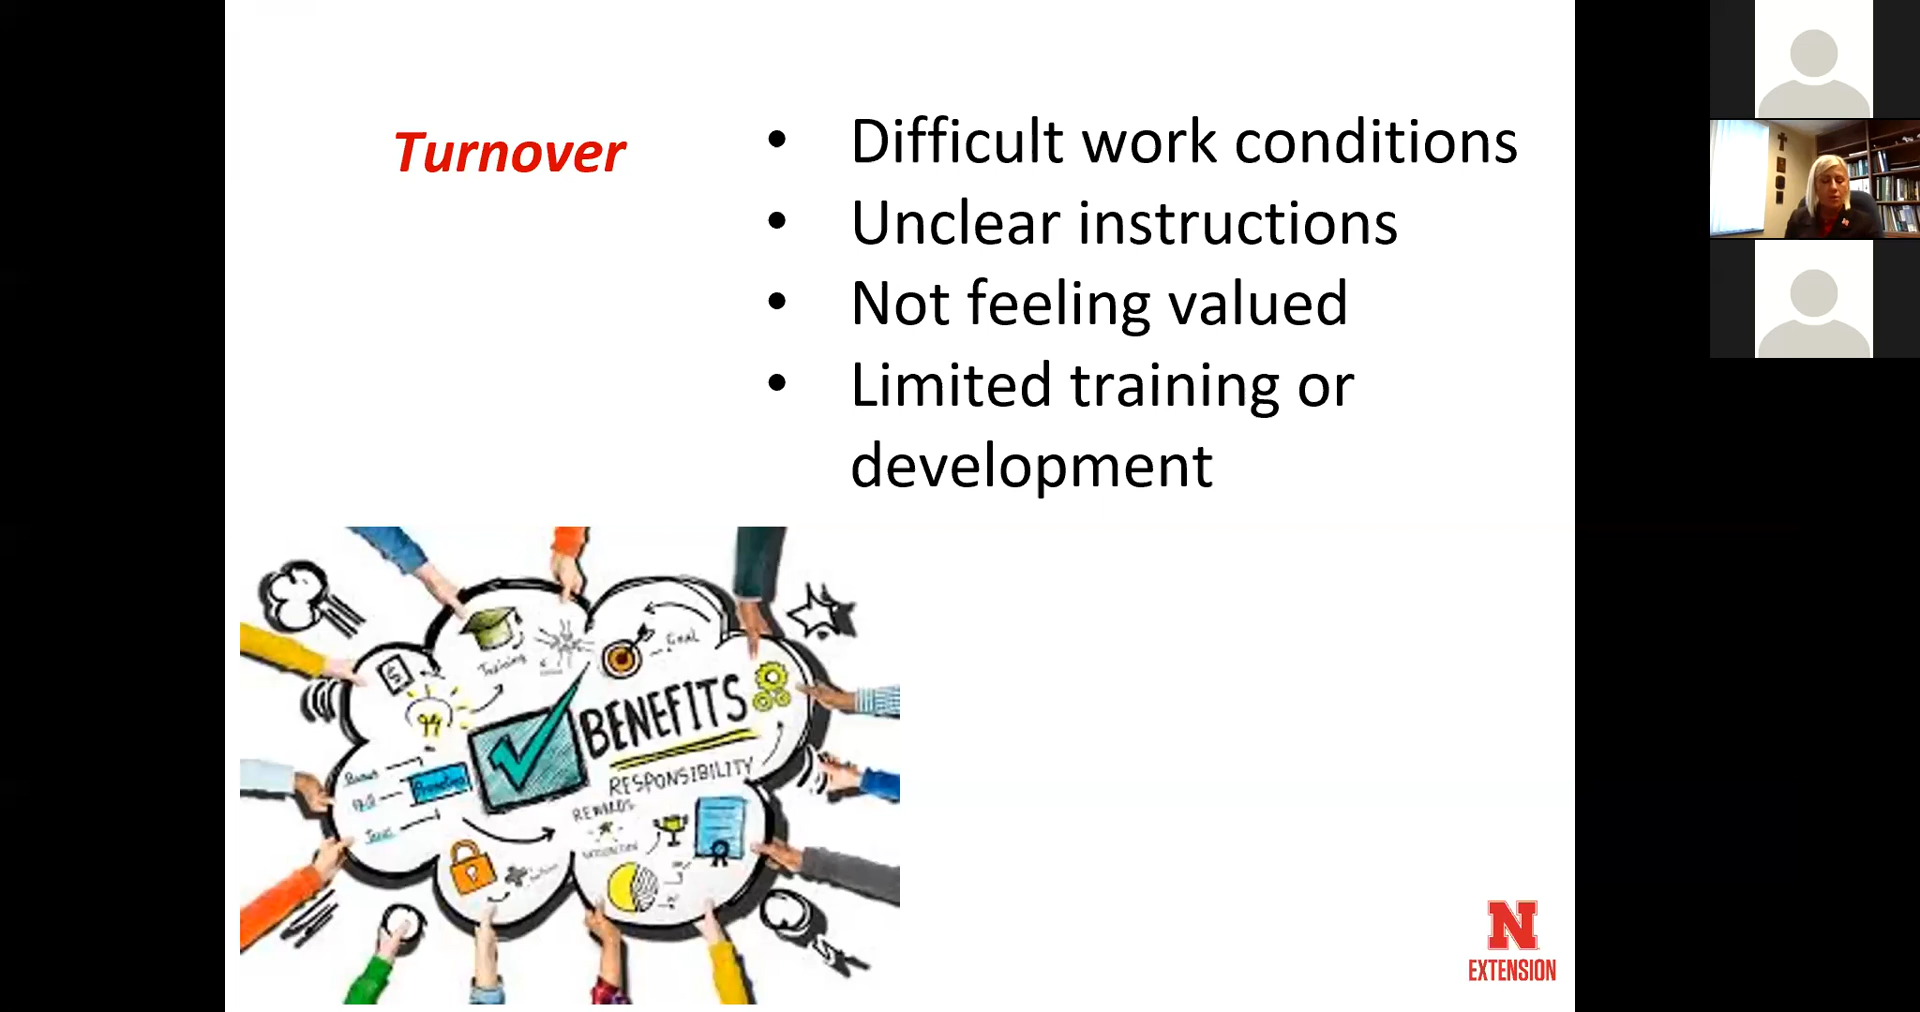 Turnover
• Difficult work conditions
• Unclear instructions
• Not feeling valued
• Limited training or
development
Training
Goal
BENEFITS
RESPONSIBILITY
REWARDS
N
EXTENSION